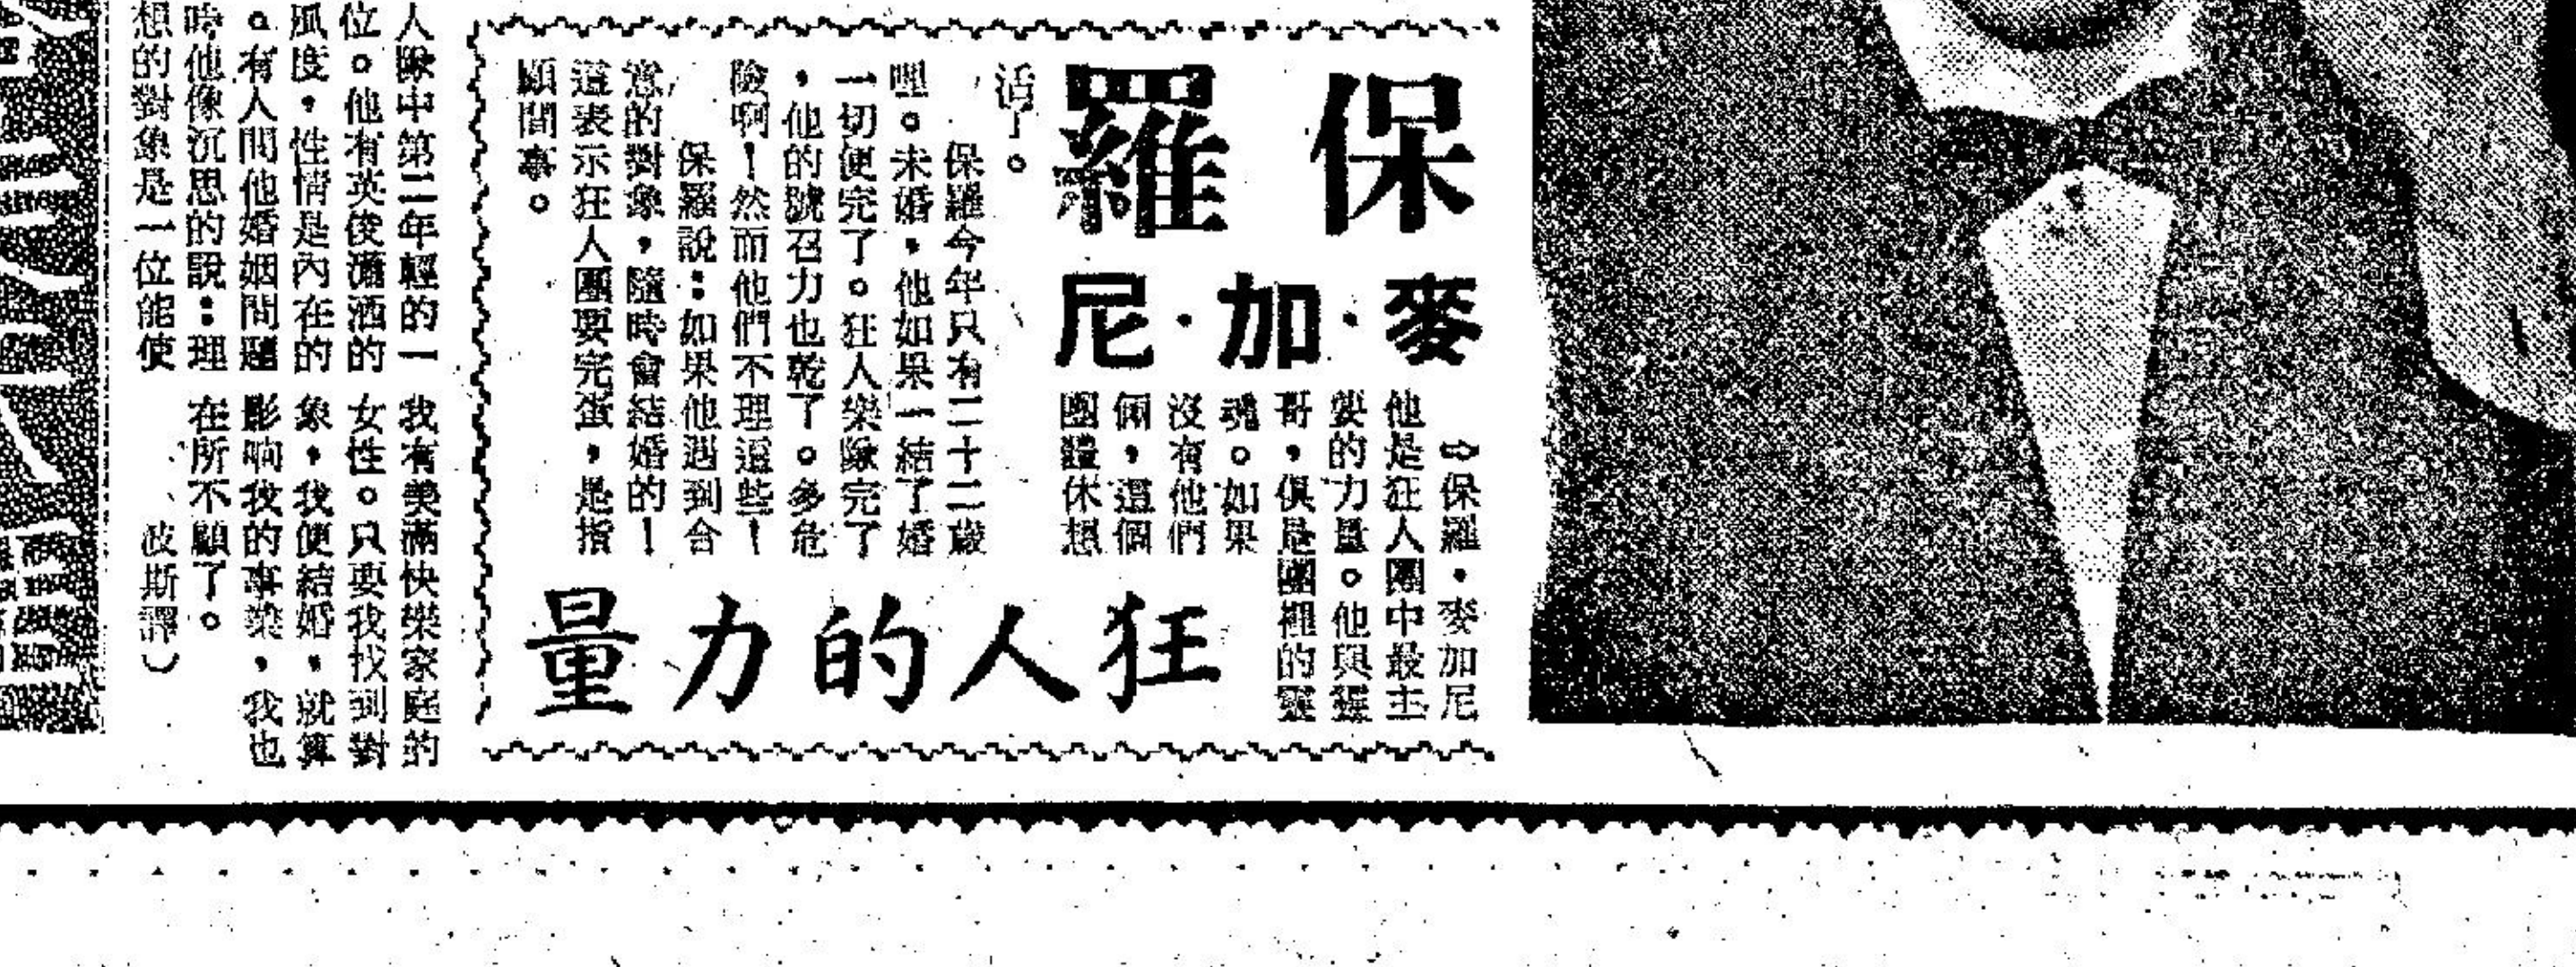 保羅
麥·加·尼
狂人的力量
⇨保羅·麥加尼
他是狂人團中最主
要的力量。他與
哥,俱是團裡的靈
魂。如果
沒有他們
倆,這個
團體休想
活了。
保羅今年只有二十二歲
哩。未婚,他如果一結了婚
一切便完了。狂人樂隊完了
,他的號召力也乾了。多危
險啊!然而他們不理這些!
保羅說:如果他遇到合
意的對象,隨時會結婚的!
這表示狂人團要完蛋,是指
顧間事。
人隊中第二年輕的一
位。他有英俊瀟洒的
風度,性情是內在的
。有人問他婚姻問題
時他像沉思的說:理
想的對象是一位能使
我有美滿快樂家庭的
女性。只要我找到對
象,我便結婚,就算
影响我的事業,我也
在所不顧了。
波斯譯)